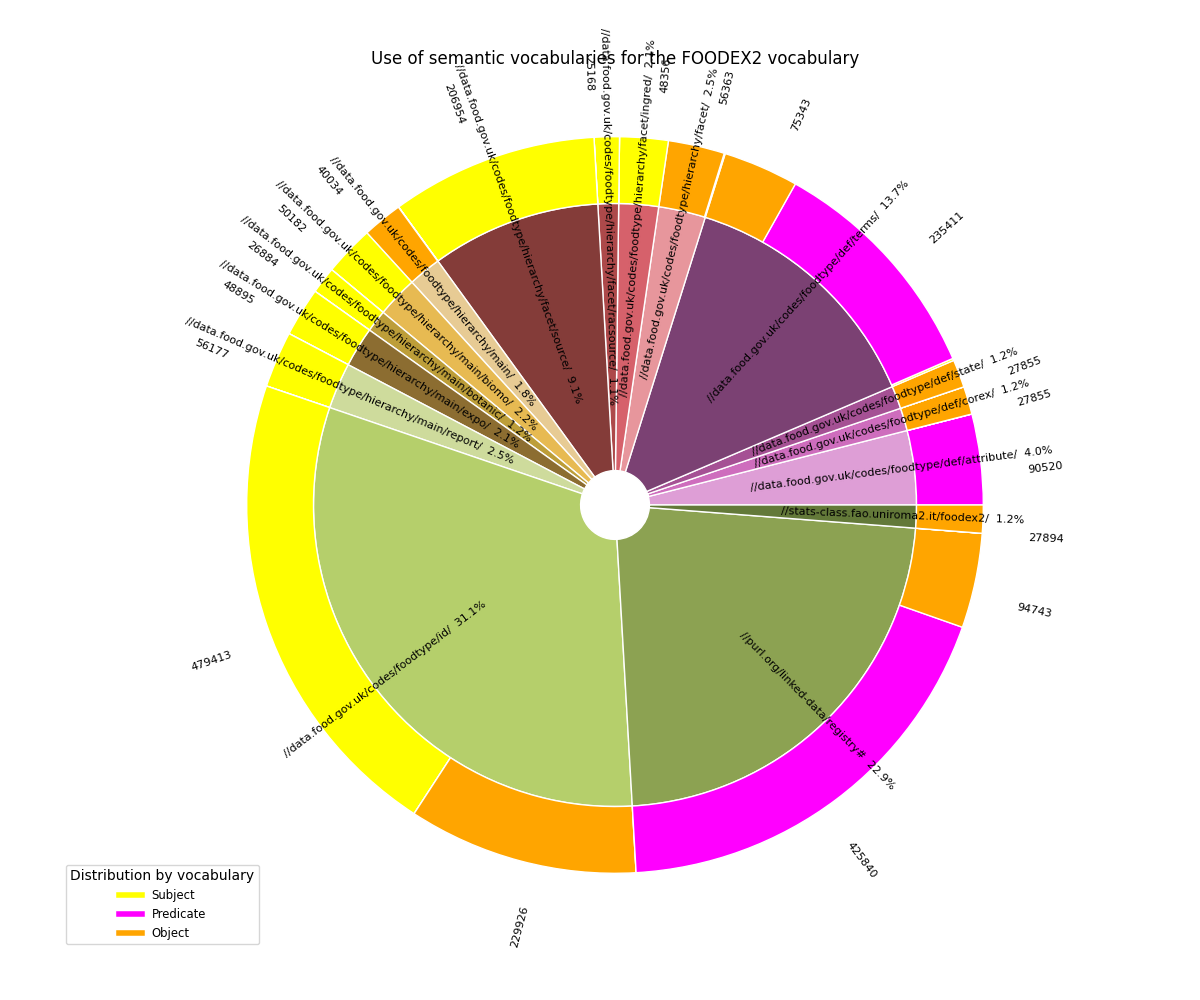 Use of semantic vocabularies for the FOODEX2 vocabulary
//data.food.gov.uk/codes/foodtype/hierarchy/facet/racsource/ 1.1%
25168
//data.food.gov.uk/codes/foodtype/hierarchy/facet/ingred/ 2.1%
48356
//data.food.gov.uk/codes/foodtype/hierarchy/facet/ 2.5%
56363
75343
//data.food.gov.uk/codes/foodtype/def/terms/ 13.7%
235411
//data.food.gov.uk/codes/foodtype/def/state/ 1.2%
27855
//data.food.gov.uk/codes/foodtype/def/corex/ 1.2%
27855
//data.food.gov.uk/codes/foodtype/def/attribute/ 4.0%
90520
//stats-class.fao.uniroma2.it/foodex2/ 1.2%
27894
94743
//purl.org/linked-data/registry# 22.9%
425840
229926
//data.food.gov.uk/codes/foodtype/id/ 31.1%
479413
//data.food.gov.uk/codes/foodtype/hierarchy/main/report/ 2.5%
56177
//data.food.gov.uk/codes/foodtype/hierarchy/main/expo/ 2.1%
48895
//data.food.gov.uk/codes/foodtype/hierarchy/main/botanic/ 1.2%
26884
//data.food.gov.uk/codes/foodtype/hierarchy/main/biomo/ 2.2%
50182
//data.food.gov.uk/codes/foodtype/hierarchy/main/ 1.8%
40034
//data.food.gov.uk/codes/foodtype/hierarchy/facet/source/ 9.1%
206954
Distribution by vocabulary
Subject
Predicate
Object